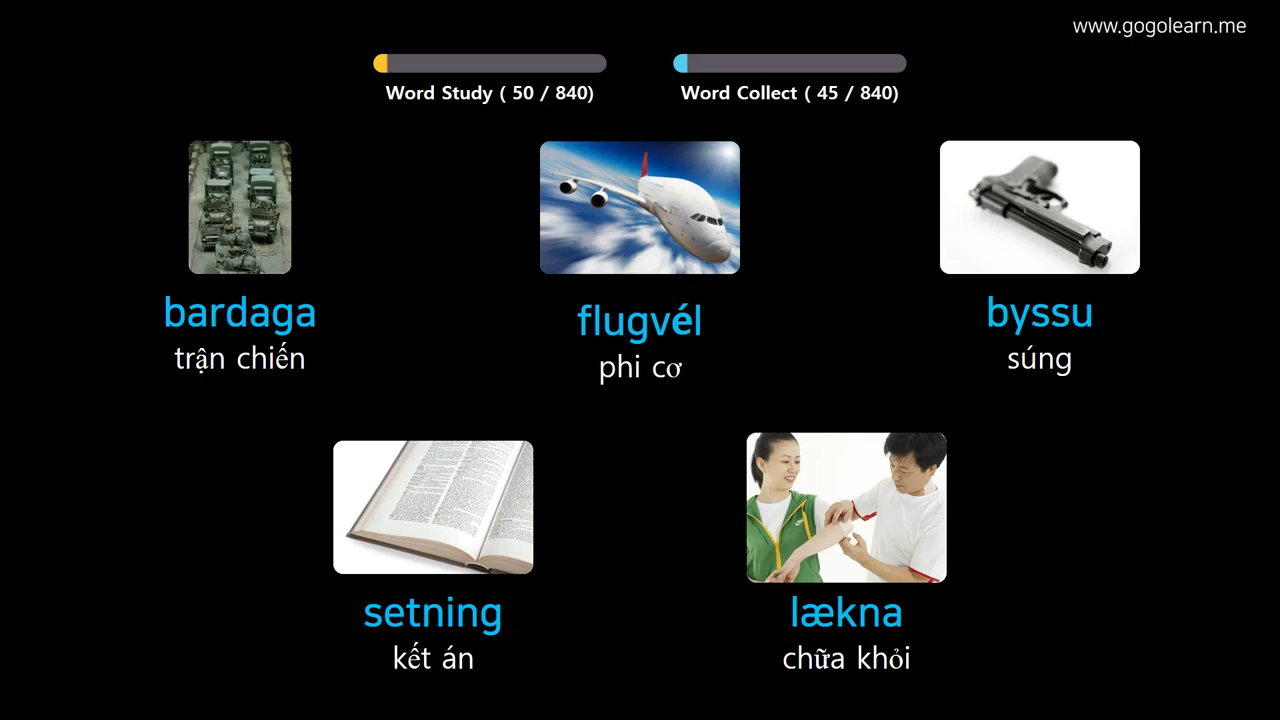 www.gogolearn.me
Word Study ( 50 / 840)
Word Collect ( 45 / 840)
bardaga
trận chiến
flugvél
phi cơ
byssu
súng
setning
kết án
lækna
chữa khỏi